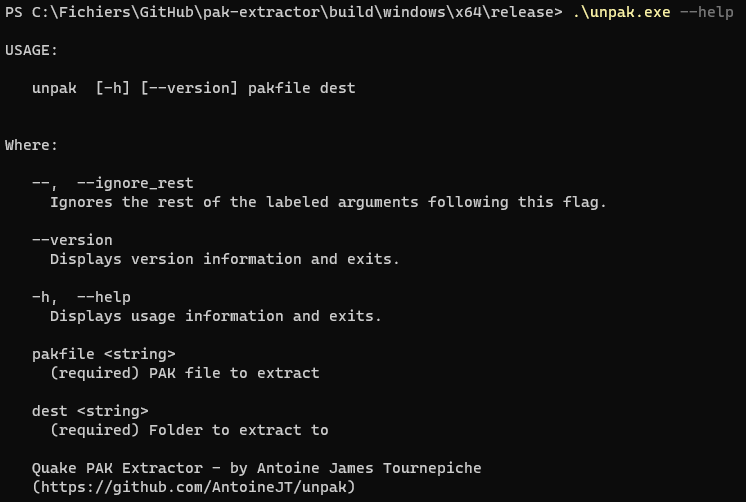 PS C:\Fichiers\GitHub\pak-extractor\build\windows\x64\release> .\unpak.exe --help
USAGE:
unpak  [-h] [--version] pakfile dest
Where:
--,  --ignore_rest
Ignores the rest of the labeled arguments following this flag.
--version
Displays version information and exits.
-h,  --help
Displays usage information and exits.
pakfile <string>
(required) PAK file to extract
dest <string>
(required) Folder to extract to
Quake PAK Extractor - by Antoine James Tournepiche
(https://github.com/AntoineJT/unpak)